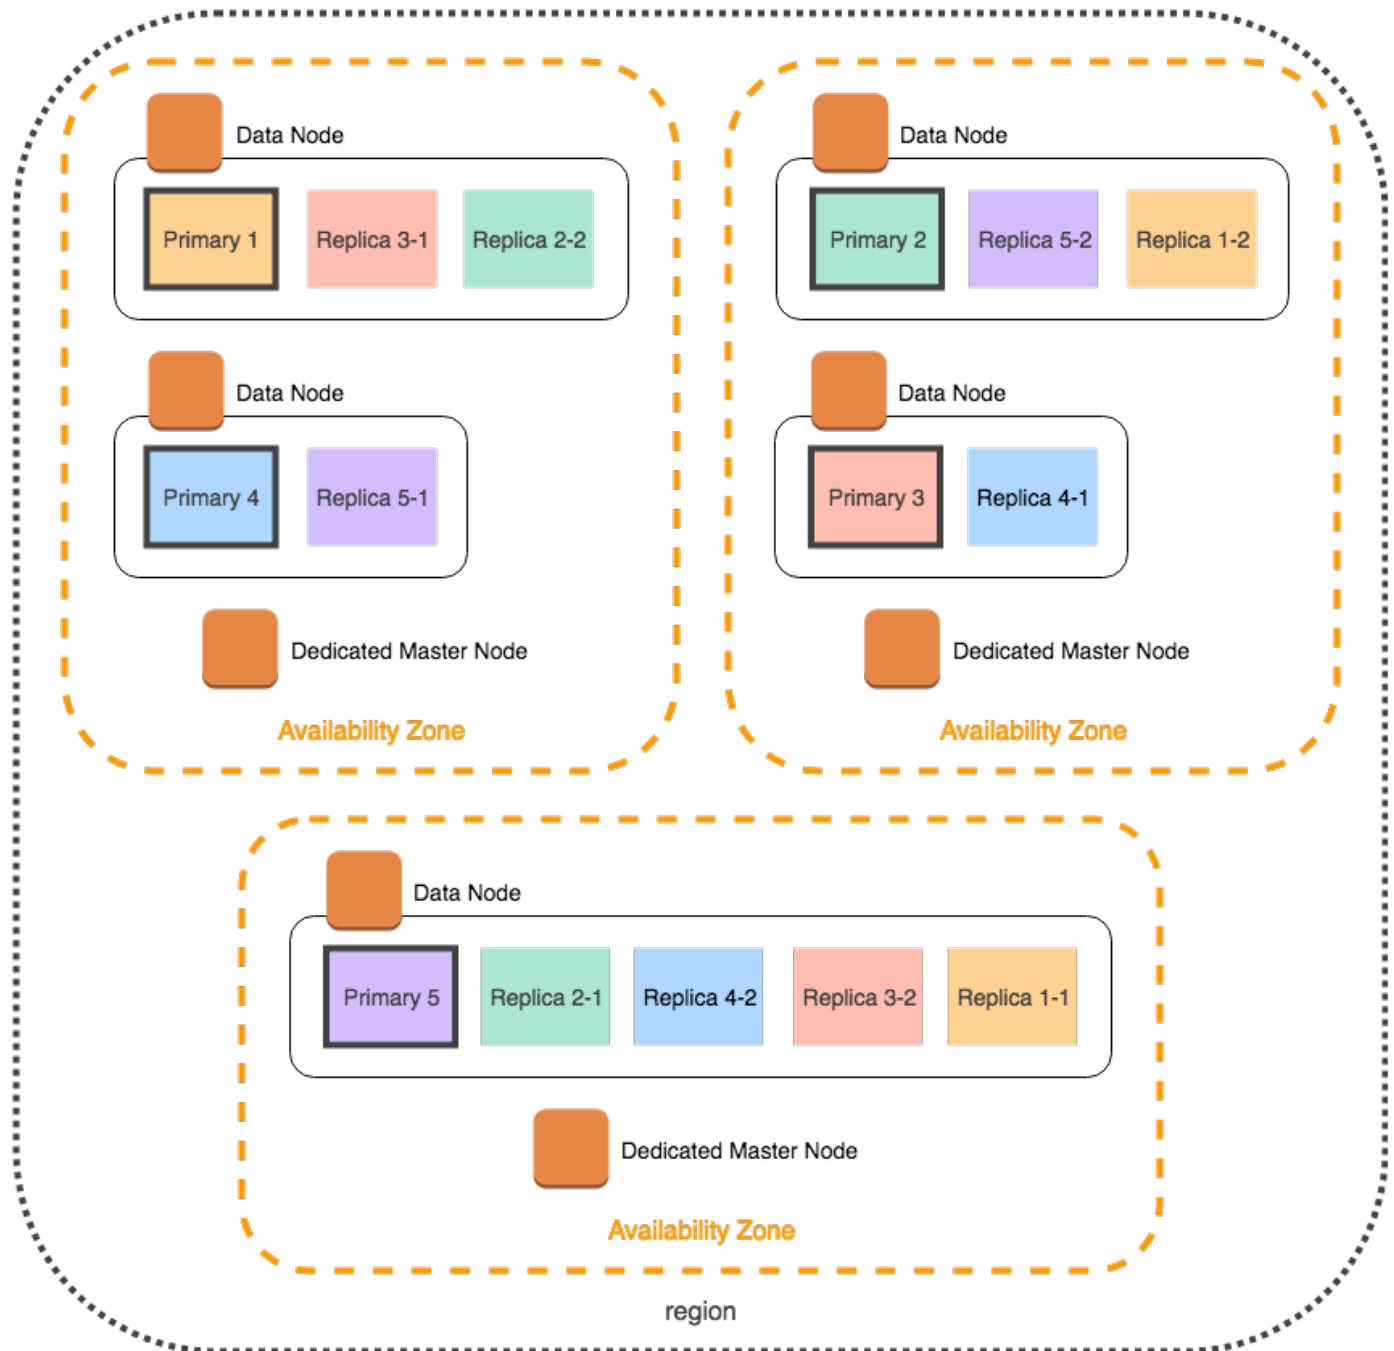 Data Node
Primary 1
Replica 3-1
Replica 2-2
Data Node
Primary 4
Replica 5-1
Dedicated Master Node
Availability Zone
Data Node
Primary 2
Replica 5-2
Replica 1-2
Data Node
Primary 3
Replica 4-1
Dedicated Master Node
Availability Zone
Data Node
Primary 5
Replica 2-1
Replica 4-2
Replica 3-2
Replica 1-1
Dedicated Master Node
Availability Zone
region